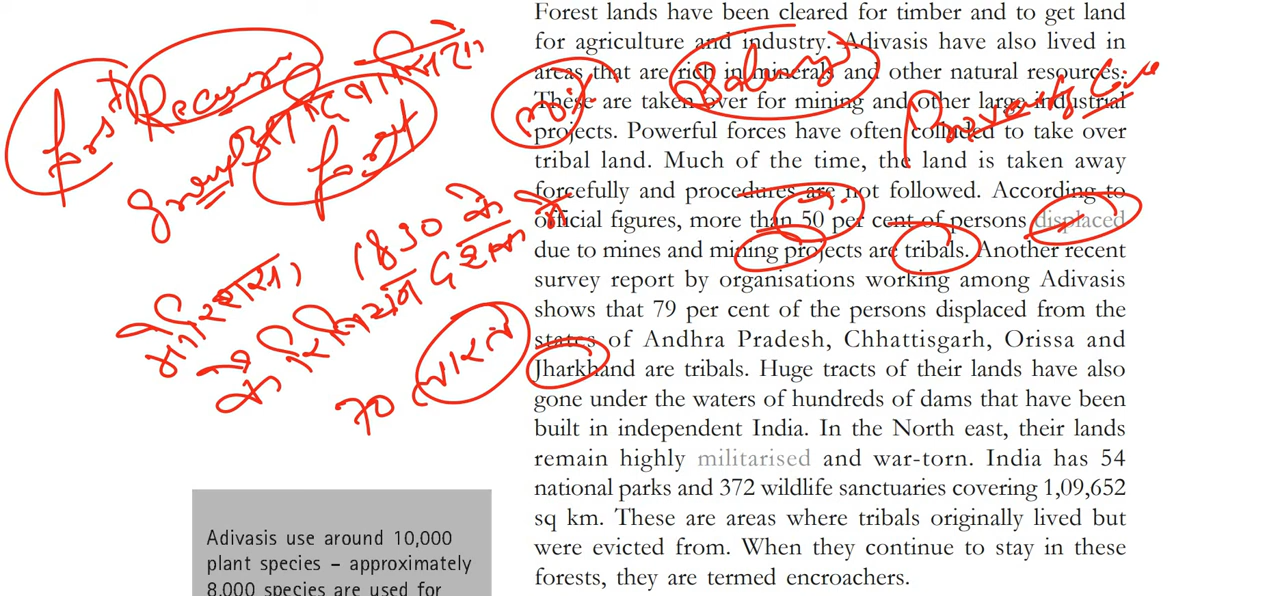 Forest lands have been cleared for timber and to get land
for agriculture and industry. Adivasis have also lived in
areas that are rich in minerals and other natural resources.
These are taken over for mining and other large industrial
projects. Powerful forces have often colluded to take over
tribal land. Much of the time, the land is taken away
forcefully and procedures are not followed. According to
official figures, more than 50 per cent of persons displaced
due to mines and mining projects are tribals. Another recent
survey report by organisations working among Adivasis
shows that 79 per cent of the persons displaced from the
states of Andhra Pradesh, Chhattisgarh, Orissa and
Jharkhand are tribals. Huge tracts of their lands have also
gone under the waters of hundreds of dams that have been
built in independent India. In the North east, their lands
remain highly militarised and war-torn. India has 54
national parks and 372 wildlife sanctuaries covering 1,09,652
sq km. These are areas where tribals originally lived but
were evicted from. When they continue to stay in these
forests, they are termed encroachers.
1830 के
70 लाख
Adivasis use around 10,000
plant species – approximately
8,000 species are used for